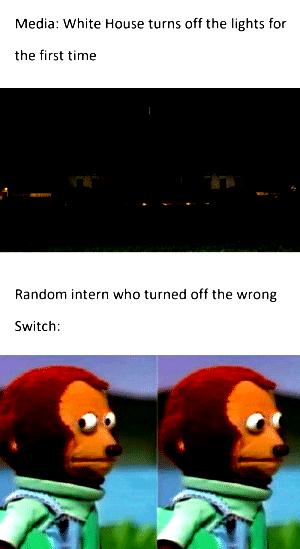 Media: White House turns off the lights for
the first time
Random intern who turned off the wrong
Switch: